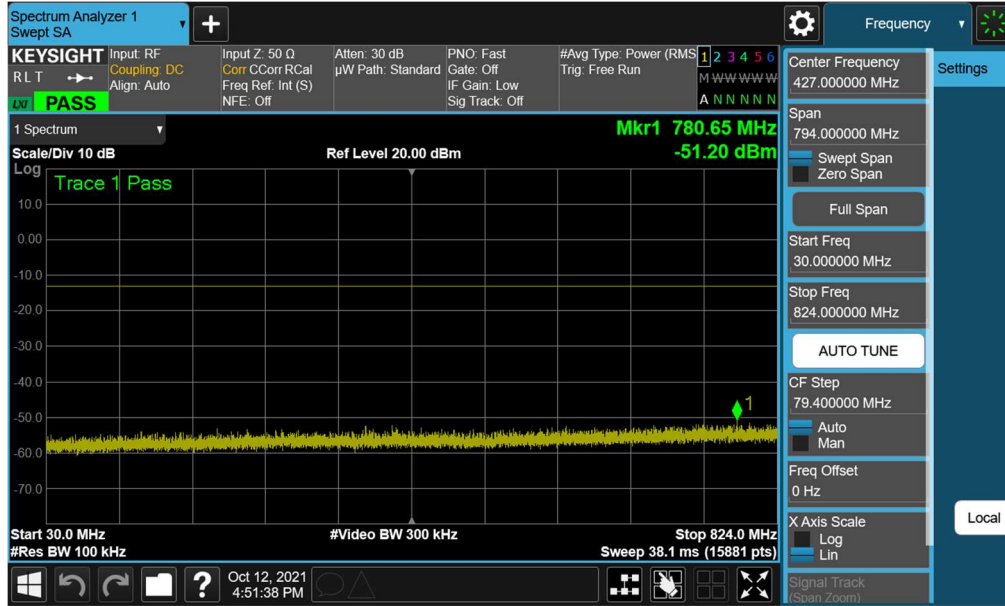 Spectrum Analyzer 1
Swept SA
Frequency
KEYSIGHT
RLT
LXI PASS
Input: RF
Coupling: DC
Align: Auto
Input Z: 50 Ω
Corr CCorr RCal
Freq Ref: Int (S)
NFE: Off
Atten: 30 dB
µW Path: Standard
PNO: Fast
Gate: Off
IF Gain: Low
Sig Track: Off
#Avg Type: Power (RMS
Trig: Free Run
1 2 3 4 5 6
M W W W W W
A N N N N N
1 Spectrum
Mkr1 780.65 MHz
Scale/Div 10 dB Ref Level 20.00 dBm -51.20 dBm
Log
Trace 1 Pass
10.0
0.00
-10.0
-20.0
-30.0
-40.0
1
-50.0
-60.0
-70.0
Start 30.0 MHz #Video BW 300 kHz Stop 824.0 MHz
#Res BW 100 kHz Sweep 38.1 ms (15881 pts)
Oct 12, 2021
4:51:38 PM
?
Center Frequency
427.000000 MHz
Span
794.000000 MHz
Swept Span
Zero Span
Full Span
Start Freq
30.000000 MHz
Stop Freq
824.000000 MHz
AUTO TUNE
CF Step
79.400000 MHz
Auto
Man
Freq Offset
0 Hz
X Axis Scale
Log
Lin
Signal Track
(Span Zoom)
Settings
Local